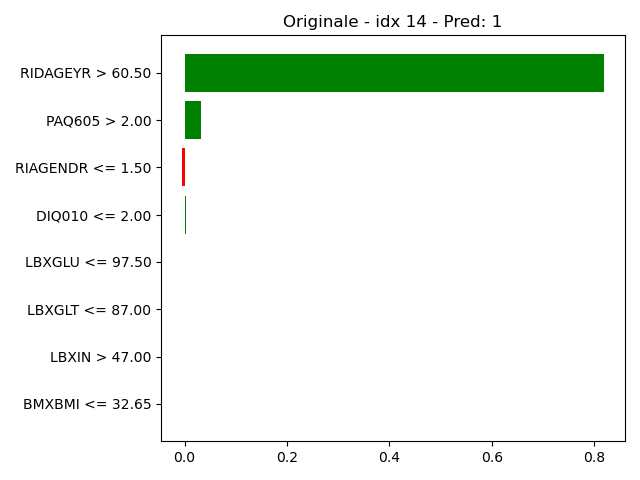 Originale - idx 14 - Pred: 1
RIDAGEYR > 60.50
PAQ605 > 2.00
RIAGENDR <= 1.50
DIQ010 <= 2.00
LBXGLU <= 97.50
LBXGLT <= 87.00
LBXIN > 47.00
BMXBMI <= 32.65
0.0 0.2 0.4 0.6 0.8